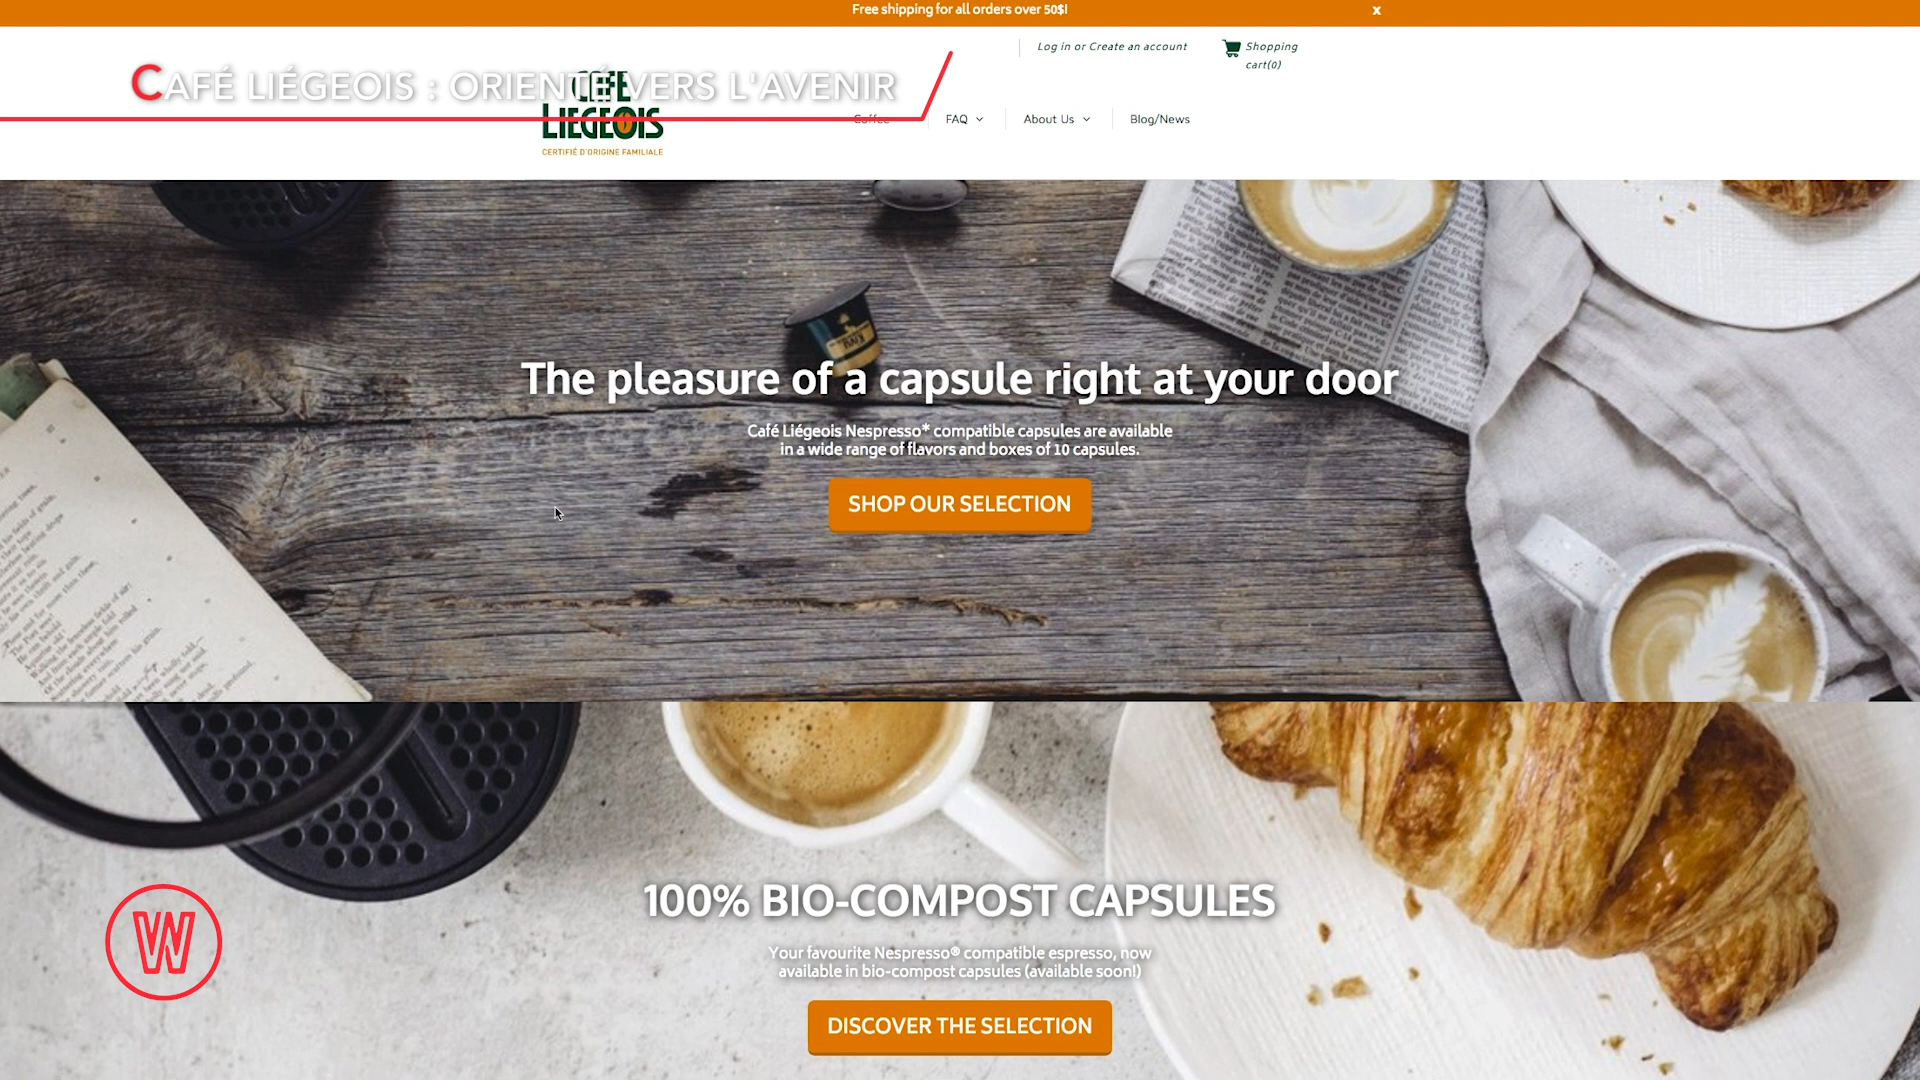 Free shipping for all orders over 50$!
x
Log in or Create an account
Shopping
cart(0)
CAFÉ LIÉGEOIS : ORIENTÉ VERS L'AVENIR
CAFE
LIEGEOIS
CERTIFIÉ D'ORIGINE FAMILIALE
Coffee
FAQ
About Us
Blog/News
The pleasure of a capsule right at your door
Café Liégeois Nespresso* compatible capsules are available
in a wide range of flavors and boxes of 10 capsules.
SHOP OUR SELECTION
100% BIO-COMPOST CAPSULES
Your favourite Nespresso® compatible espresso, now
available in bio-compost capsules (available soon!)
DISCOVER THE SELECTION
W